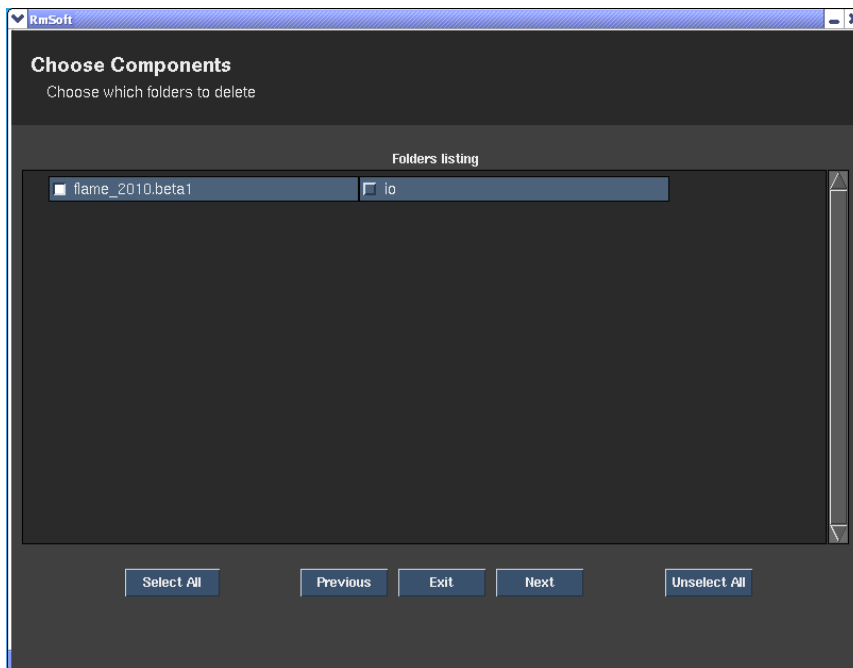 RmSoft
Choose Components
Choose which folders to delete
Folders listing
flame_2010.beta1 io
Select All Previous Exit Next Unselect All